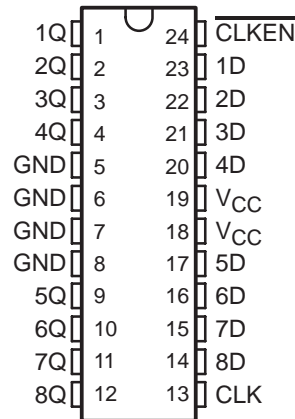 1Q 1 24 CLKEN
2Q 2 23 1D
3Q 3 22 2D
4Q 4 21 3D
GND 5 20 4D
GND 6 19 VCC
GND 7 18 VCC
GND 8 17 5D
5Q 9 16 6D
6Q 10 15 7D
7Q 11 14 8D
8Q 12 13 CLK